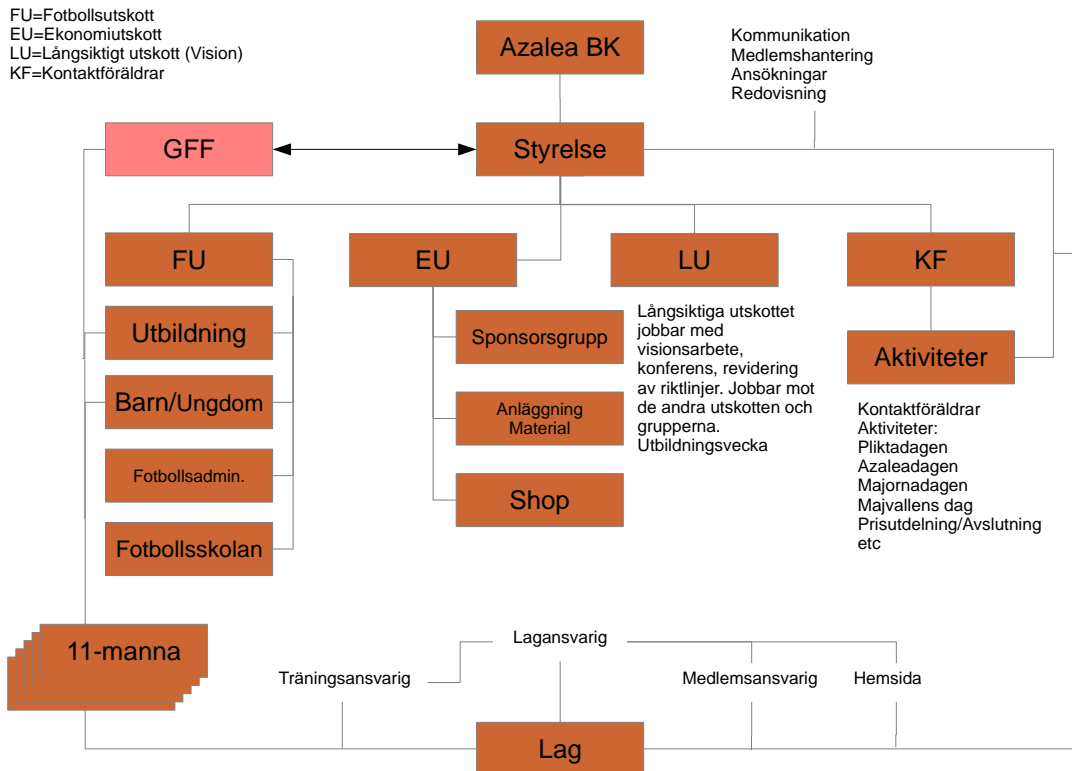 FU=Fotbollsutskott
EU=Ekonomiutskott
LU=Långsiktigt utskott (Vision)
KF=Kontaktföräldrar
Azalea BK
Kommunikation
Medlemshantering
Ansökningar
Redovisning
GFF
Styrelse
FU
EU
LU
KF
Utbildning
Barn/Ungdom
Fotbollsadmin.
Fotbollsskolan
Sponsorsgrupp
Anläggning
Material
Shop
Långsiktiga utskottet
jobbar med
visionsarbete,
konferens, revidering
av riktlinjer. Jobbar mot
de andra utskotten och
grupperna.
Utbildningsvecka
Aktiviteter
Kontaktföräldrar
Aktiviteter:
Pliktadagen
Azaleadagen
Majornadagen
Majvallens dag
Prisutdelning/Avslutning
etc
11-manna
Lagansvarig
Träningsansvarig
Medlemsansvarig
Hemsida
Lag